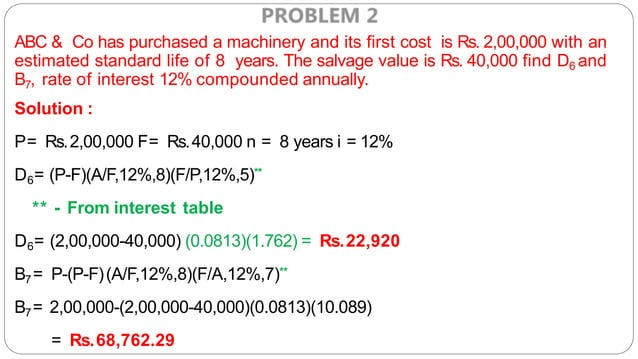 PROBLEM 2
ABC & Co has purchased a machinery and its first cost is Rs. 2,00,000 with an
estimated standard life of 8 years. The salvage value is Rs. 40,000 find D6 and
B7, rate of interest 12% compounded annually.
Solution :
P= Rs.2,00,000 F= Rs.40,000 n = 8 years i = 12%
D6= (P-F)(A/F,12%,8)(F/P,12%,5)**
** - From interest table
D6= (2,00,000-40,000) (0.0813)(1.762) = Rs.22,920
B7= P-(P-F)(A/F,12%,8)(F/A,12%,7)**
B7= 2,00,000-(2,00,000-40,000)(0.0813)(10.089)
= Rs.68,762.29